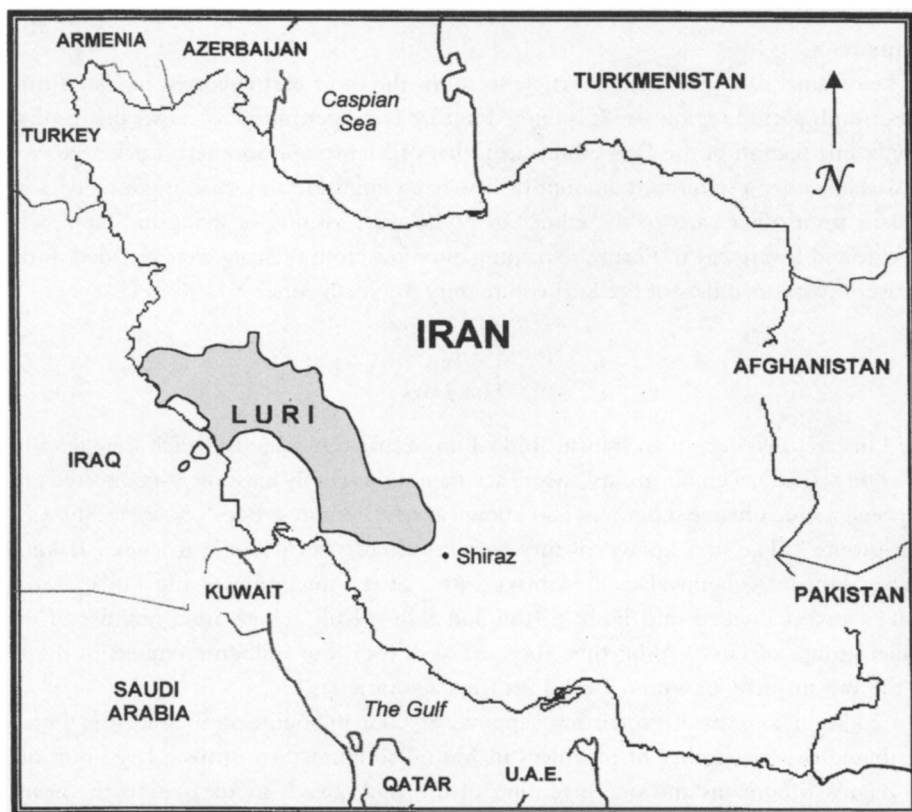 ARMENIA
AZERBAIJAN
TURKMENISTAN
Caspian
Sea
TURKEY
N
IRAN
AFGHANISTAN
LURI
IRAQ
Shiraz
KUWAIT
PAKISTAN
SAUDI
ARABIA
The Gulf
QATAR
U.A.E.